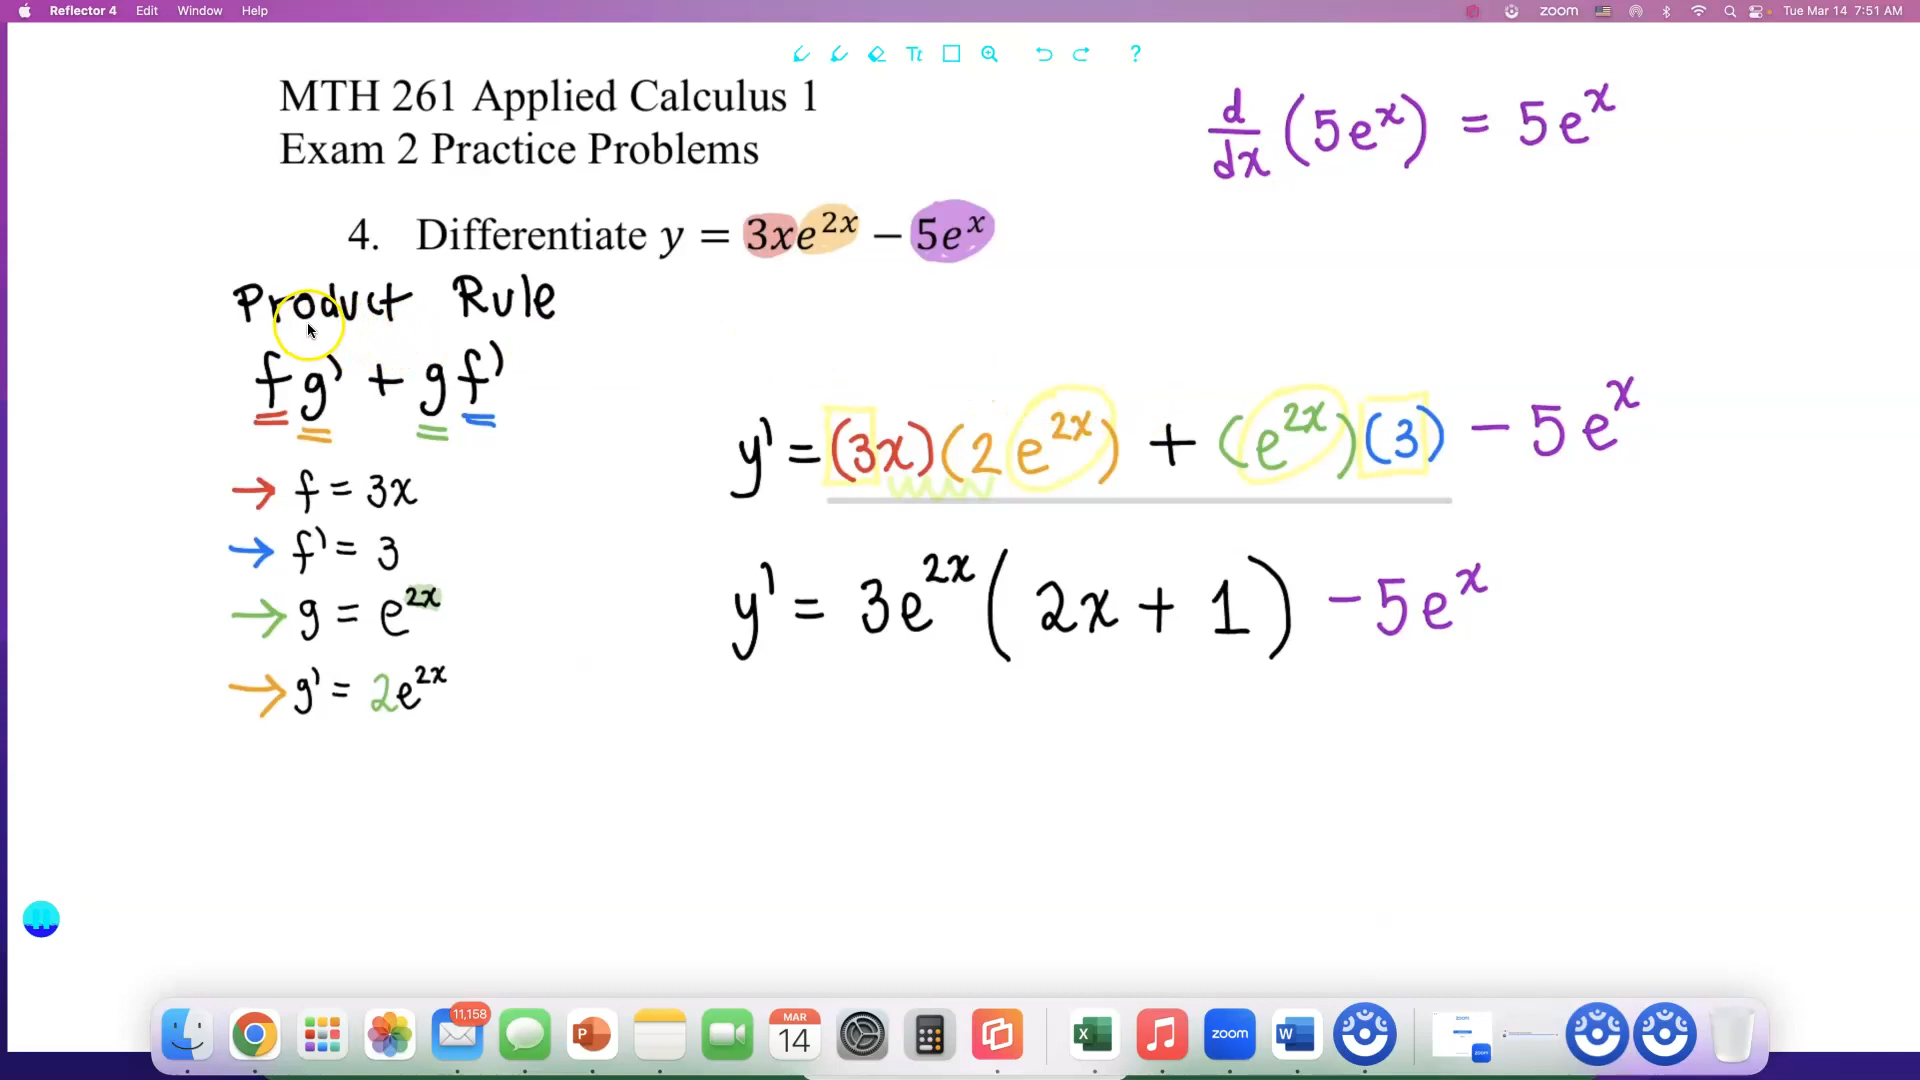 Reflector 4 Edit Window Help zoom Tue Mar 14 7:51 AM
Tt ?
MTH 261 Applied Calculus 1
Exam 2 Practice Problems
d/dx (5e^x) = 5e^x
4. Differentiate y = 3xe^{2x} − 5e^x
Product Rule
fg' + gf'
y' = (3x)(2e^{2x}) + (e^{2x})(3) − 5e^x
→ f = 3x
→ f' = 3
→ g = e^{2x}
→ g' = 2e^{2x}
y' = 3e^{2x}(2x + 1) − 5e^x
11,158
P
MAR
14
X
zoom
W
zoom